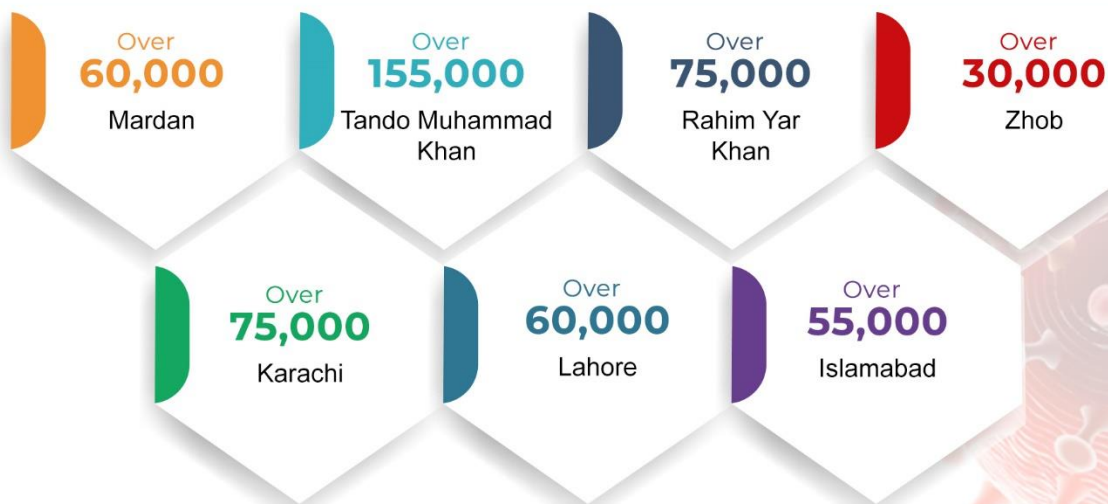 Over
60,000
Mardan
Over
155,000
Tando Muhammad
Khan
Over
75,000
Rahim Yar
Khan
Over
30,000
Zhob
Over
75,000
Karachi
Over
60,000
Lahore
Over
55,000
Islamabad